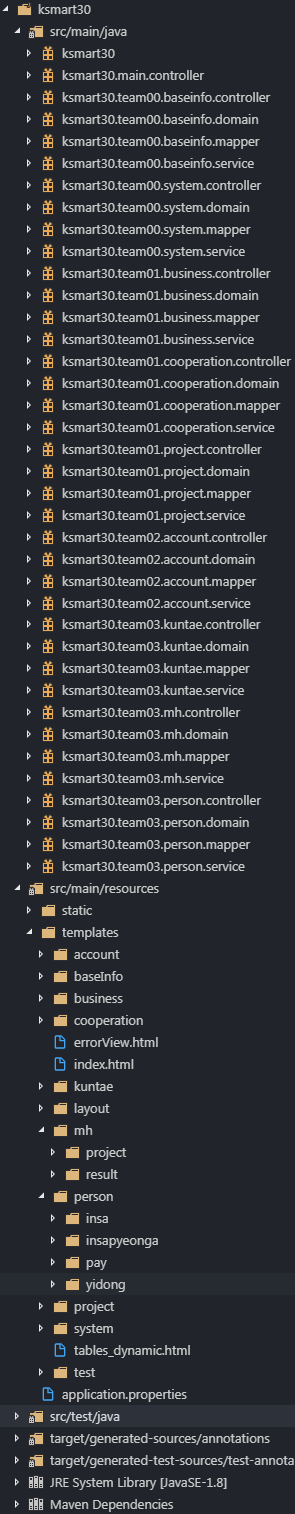 ksmart30
src/main/java
ksmart30
ksmart30.main.controller
ksmart30.team00.baseinfo.controller
ksmart30.team00.baseinfo.domain
ksmart30.team00.baseinfo.mapper
ksmart30.team00.baseinfo.service
ksmart30.team00.system.controller
ksmart30.team00.system.domain
ksmart30.team00.system.mapper
ksmart30.team00.system.service
ksmart30.team01.business.controller
ksmart30.team01.business.domain
ksmart30.team01.business.mapper
ksmart30.team01.business.service
ksmart30.team01.cooperation.controller
ksmart30.team01.cooperation.domain
ksmart30.team01.cooperation.mapper
ksmart30.team01.cooperation.service
ksmart30.team01.project.controller
ksmart30.team01.project.domain
ksmart30.team01.project.mapper
ksmart30.team01.project.service
ksmart30.team02.account.controller
ksmart30.team02.account.domain
ksmart30.team02.account.mapper
ksmart30.team02.account.service
ksmart30.team03.kuntae.controller
ksmart30.team03.kuntae.domain
ksmart30.team03.kuntae.mapper
ksmart30.team03.kuntae.service
ksmart30.team03.mh.controller
ksmart30.team03.mh.domain
ksmart30.team03.mh.mapper
ksmart30.team03.mh.service
ksmart30.team03.person.controller
ksmart30.team03.person.domain
ksmart30.team03.person.mapper
ksmart30.team03.person.service
src/main/resources
static
templates
account
baseInfo
business
cooperation
errorView.html
index.html
kuntae
layout
mh
project
result
person
insa
insapyeonga
pay
yidong
project
system
tables_dynamic.html
test
application.properties
src/test/java
target/generated-sources/annotations
target/generated-test-sources/test-annota
JRE System Library [JavaSE-1.8]
Maven Dependencies